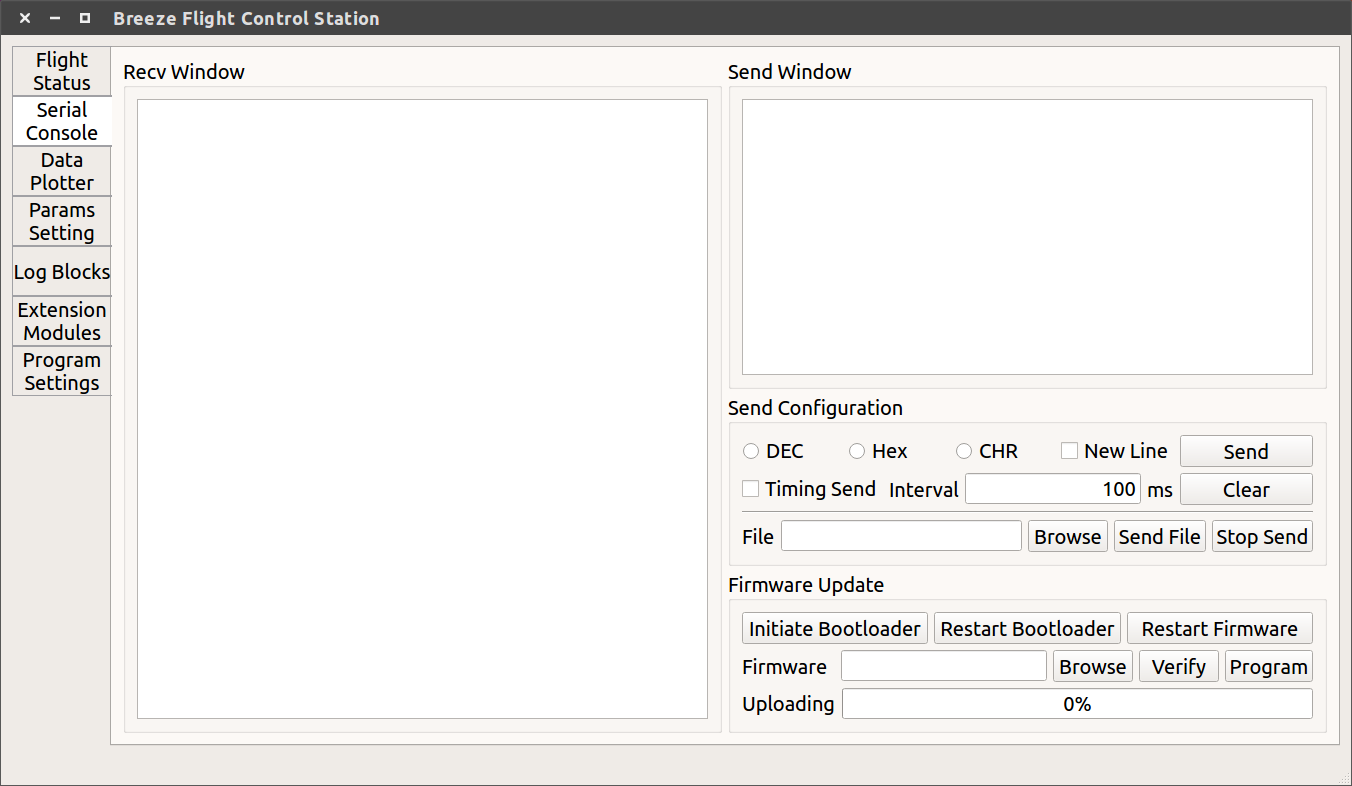 Breeze Flight Control Station
Flight
Status
Serial
Console
Data
Plotter
Params
Setting
Log Blocks
Extension
Modules
Program
Settings
Recv Window
Send Window
Send Configuration
DEC Hex CHR New Line Send
Timing Send Interval 100 ms Clear
File Browse Send File Stop Send
Firmware Update
Initiate Bootloader Restart Bootloader Restart Firmware
Firmware Browse Verify Program
Uploading 0%